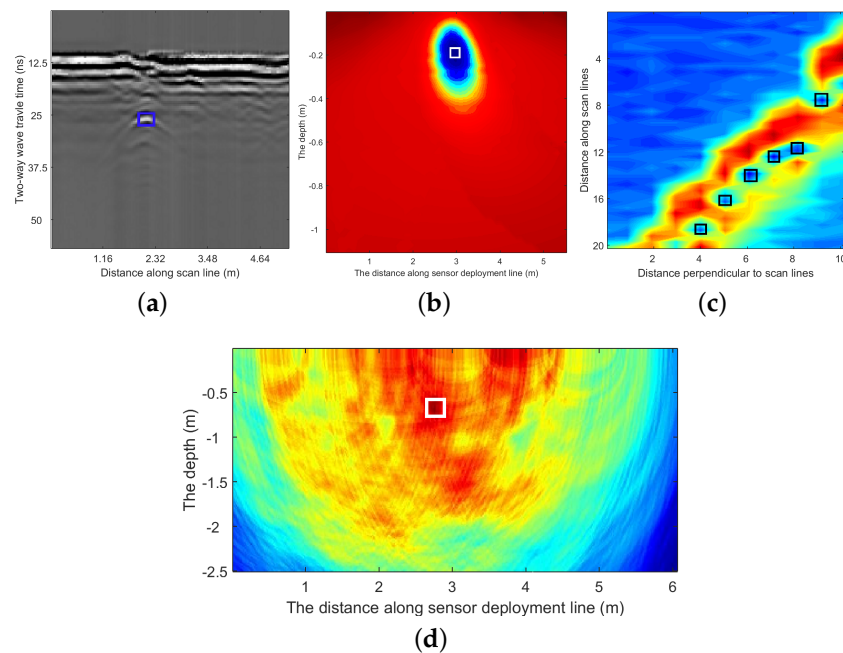 12.5
25
37.5
50
Two-way wave travle time (ns)
1.16 2.32 3.48 4.64
Distance along scan line (m)
(a)
-0.2
-0.4
-0.6
-0.8
-1
The depth (m)
1 2 3 4 5
The distance along sensor deployment line (m)
(b)
4
8
12
16
20
Distance along scan lines
2 4 6 8 10
Distance perpendicular to scan lines
(c)
-0.5
-1
-1.5
-2
-2.5
The depth (m)
1 2 3 4 5 6
The distance along sensor deployment line (m)
(d)